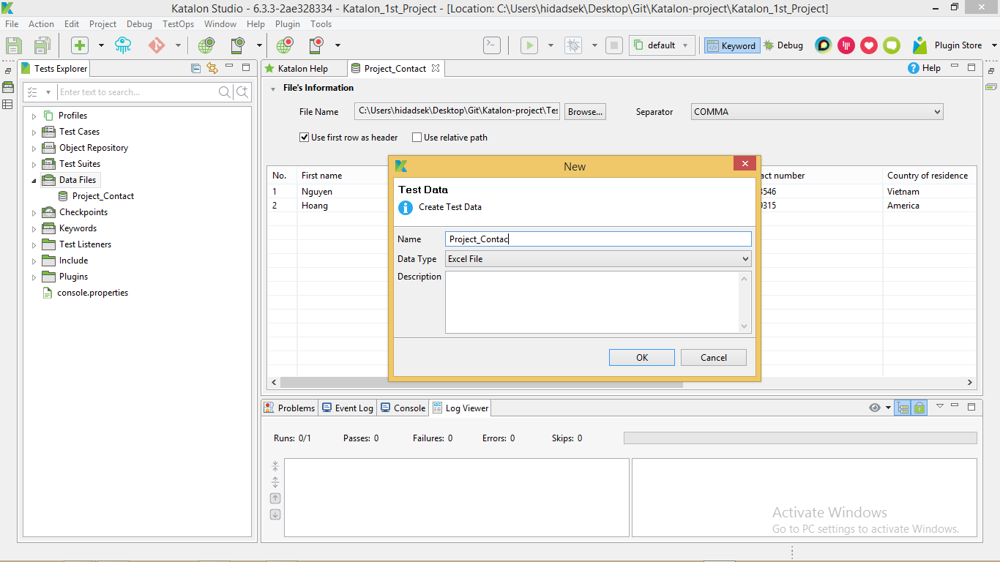 Katalon Studio - 6.3.3-2ae328334 - Katalon_1st_Project - [Location: C:\Users\hidadsek\Desktop\Git\Katalon-project\Katalon_1st_Project]
File Action Edit Project Debug TestOps Window Help Plugin Tools
default Keyword Debug Plugin Store
Tests Explorer
Enter text to search...
Profiles
Test Cases
Object Repository
Test Suites
Data Files
Project_Contact
Checkpoints
Keywords
Test Listeners
Include
Plugins
console.properties
Katalon Help Project_Contact Help
File's Information
File Name C:\Users\hidadsek\Desktop\Git\Katalon-project\Tes Browse... Separator COMMA
Use first row as header Use relative path
No. First name act number Country of residence
1 Nguyen 3546 Vietnam
2 Hoang 9315 America
New
Test Data
Create Test Data
Name Project_Contac
Data Type Excel File
Description
OK Cancel
Problems Event Log Console Log Viewer
Runs: 0/1 Passes: 0 Failures: 0 Errors: 0 Skips: 0
Activate Windows
Go to PC settings to activate Windows.